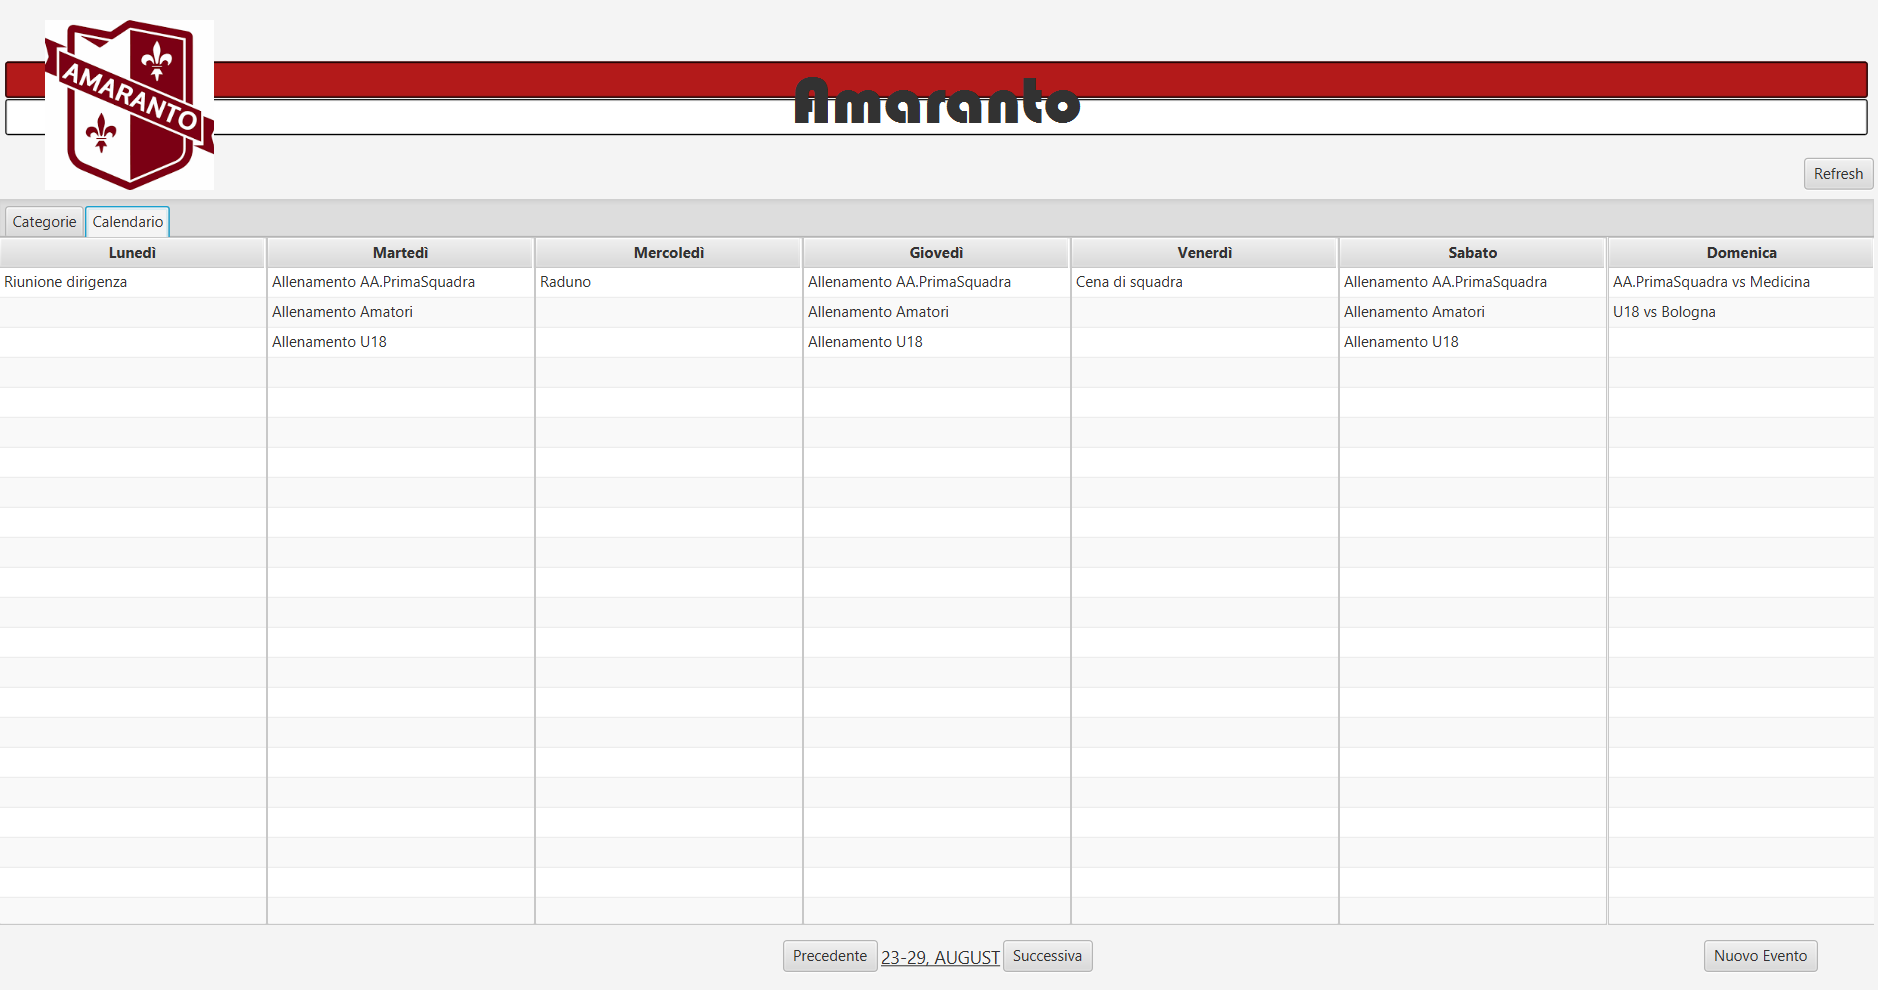 AMARANTO
Amaranto
Refresh
Categorie Calendario
Lunedì Martedì Mercoledì Giovedì Venerdì Sabato Domenica
Riunione dirigenza Allenamento AA.PrimaSquadra Raduno Allenamento AA.PrimaSquadra Cena di squadra Allenamento AA.PrimaSquadra AA.PrimaSquadra vs Medicina
Allenamento Amatori Allenamento Amatori Allenamento Amatori U18 vs Bologna
Allenamento U18 Allenamento U18 Allenamento U18
Precedente 23-29, AUGUST Successiva Nuovo Evento